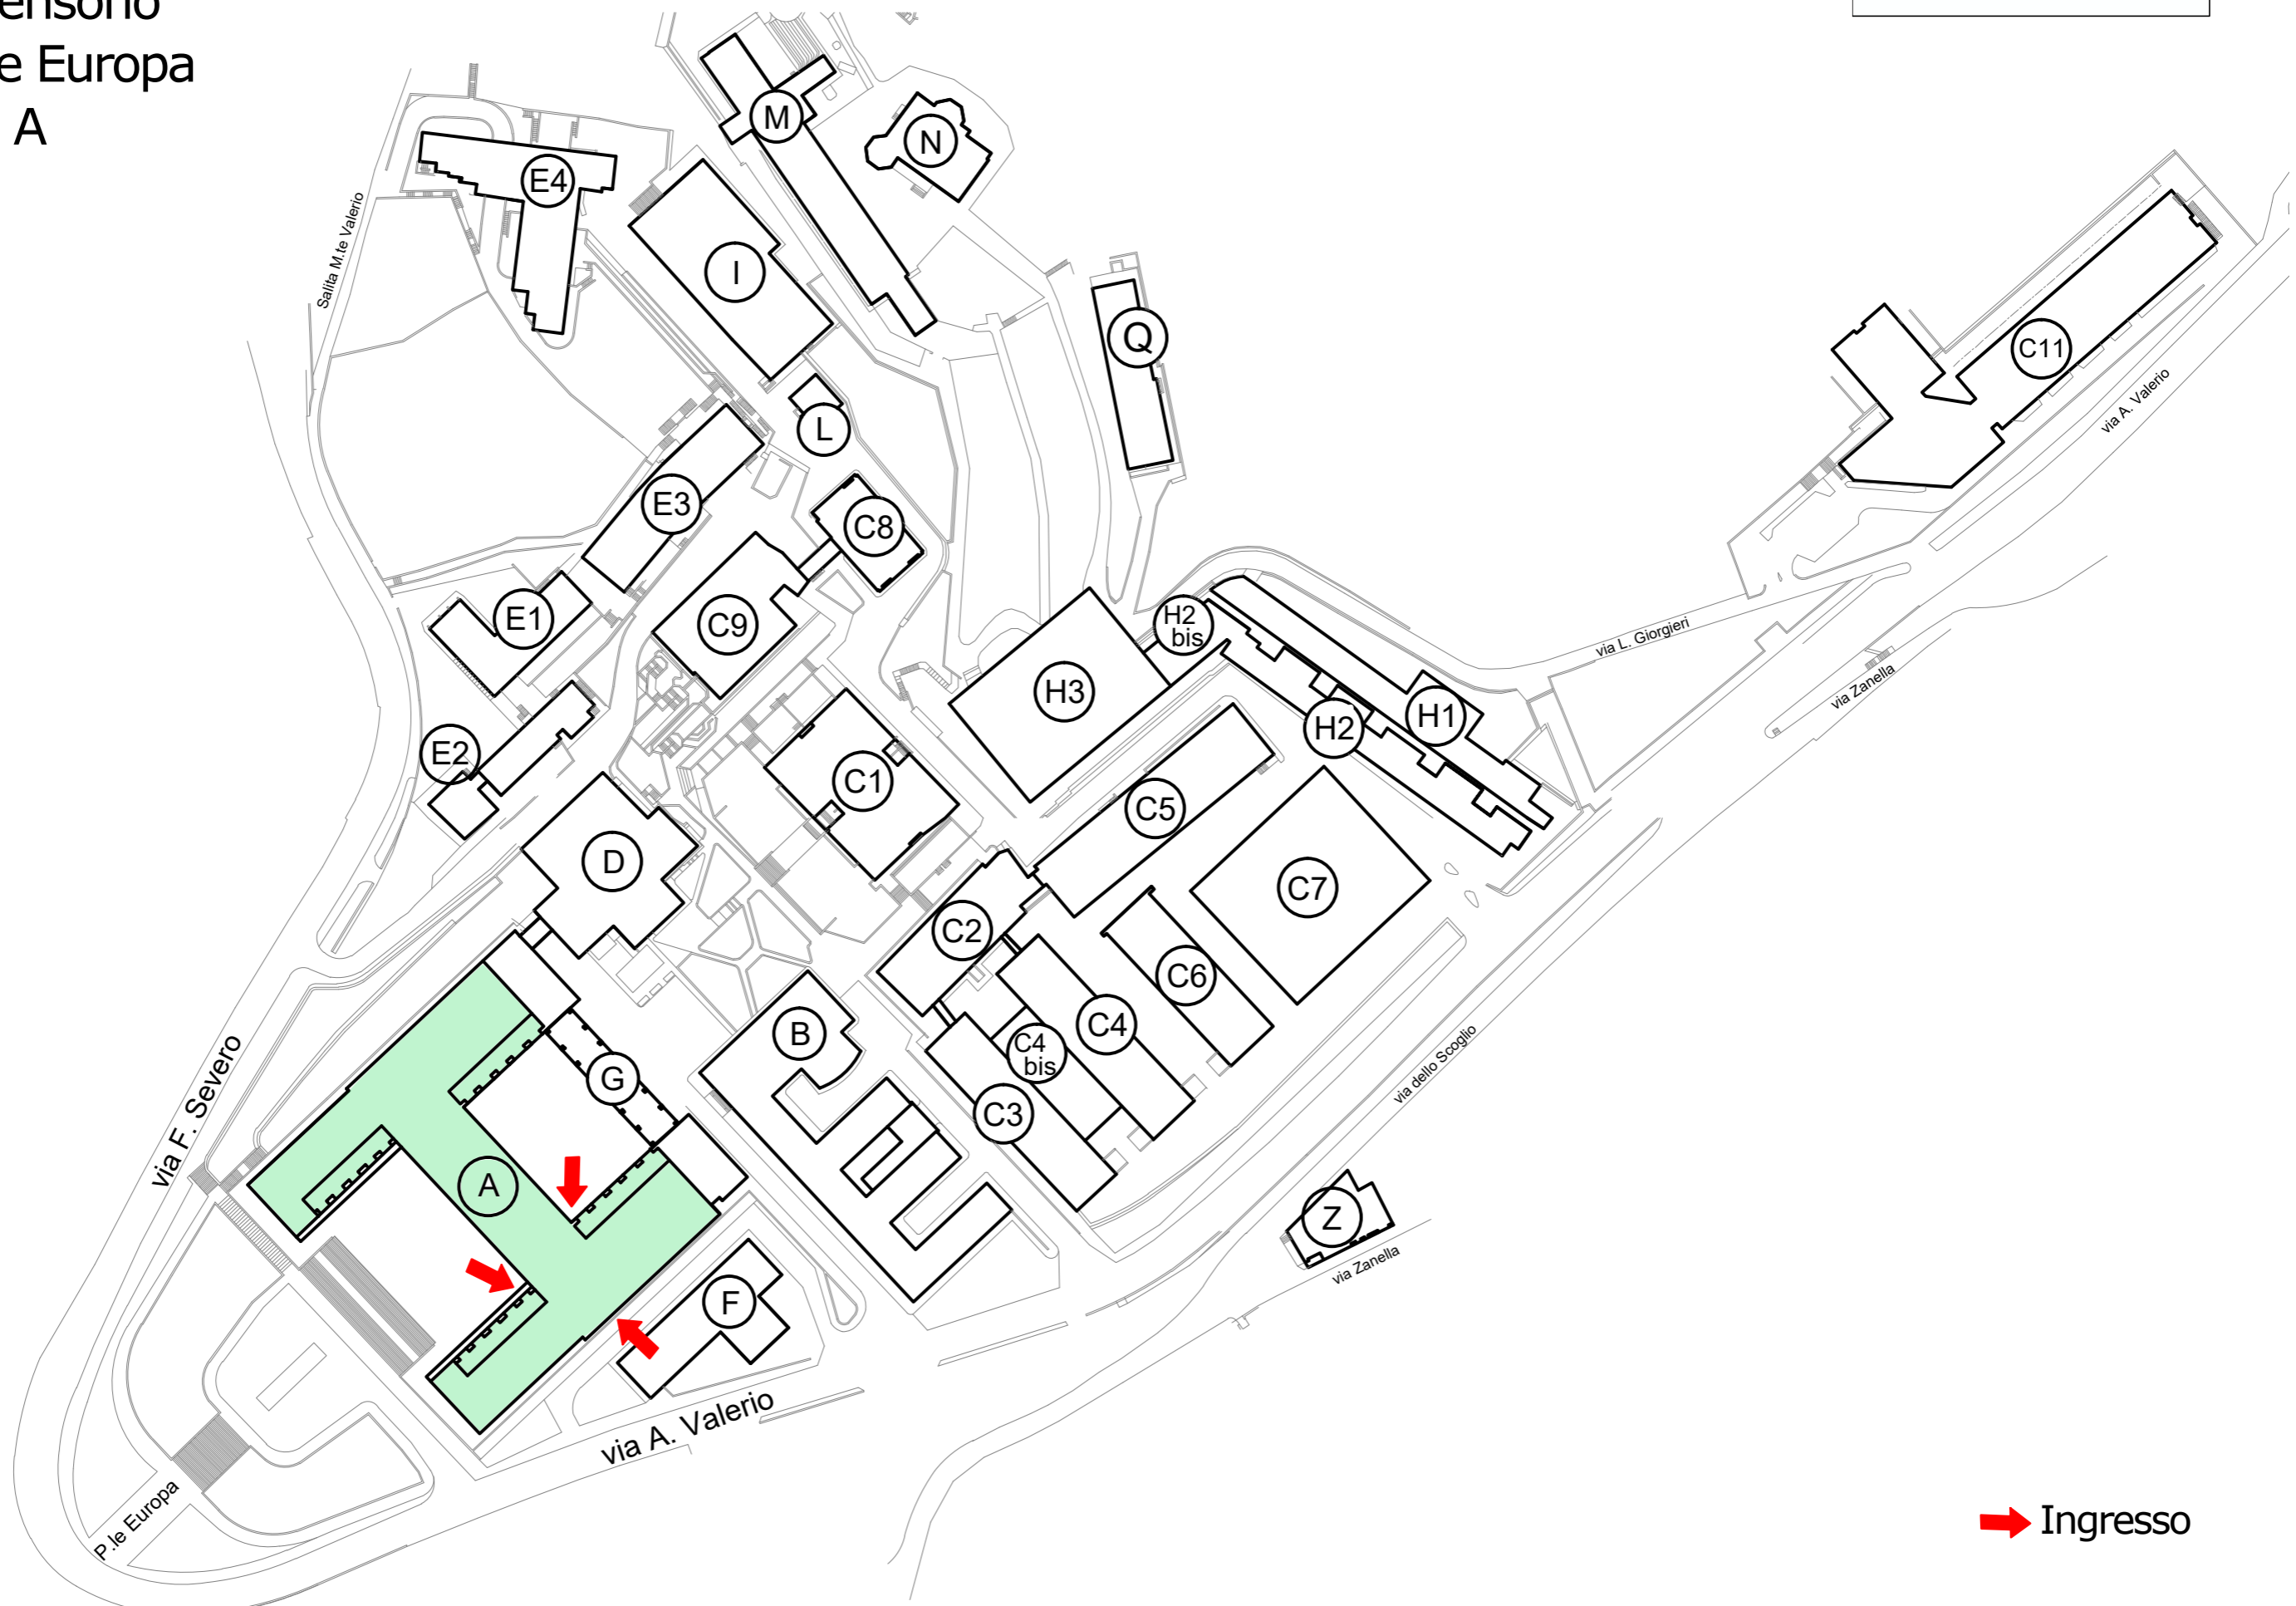 ensorio
e Europa
A
M
N
E4
Salita M.te Valerio
I
Q
C11
via A. Valerio
L
E3
C8
E1
C9
H2
bis
via L. Giorgieri
H3
via Zanella
H1
H2
E2
C1
C5
D
C7
C2
C6
B
C4
C4
bis
G
via F. Severo
C3
via dello Scoglio
A
Z
via Zanella
F
via A. Valerio
P.le Europa
Ingresso